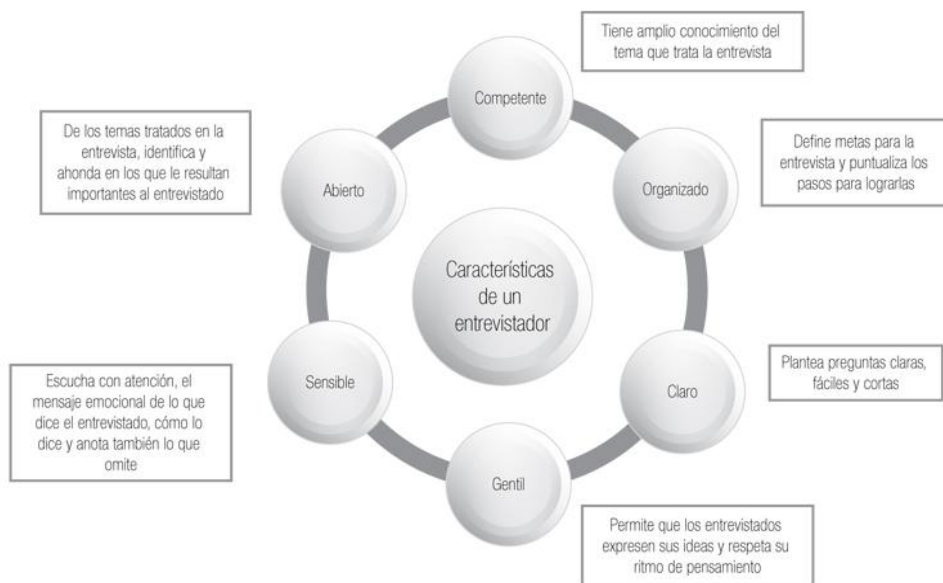 Tiene amplio conocimiento del
tema que trata la entrevista
Competente
De los temas tratados en la
entrevista, identifica y
ahonda en los que le resultan
importantes al entrevistado
Abierto
Organizado
Define metas para la
entrevista y puntualiza los
pasos para lograrlas
Características
de un
entrevistador
Escucha con atención, el
mensaje emocional de lo que
dice el entrevistado, cómo lo
dice y anota también lo que
omite
Sensible
Claro
Plantea preguntas claras,
fáciles y cortas
Gentil
Permite que los entrevistados
expresen sus ideas y respeta su
ritmo de pensamiento